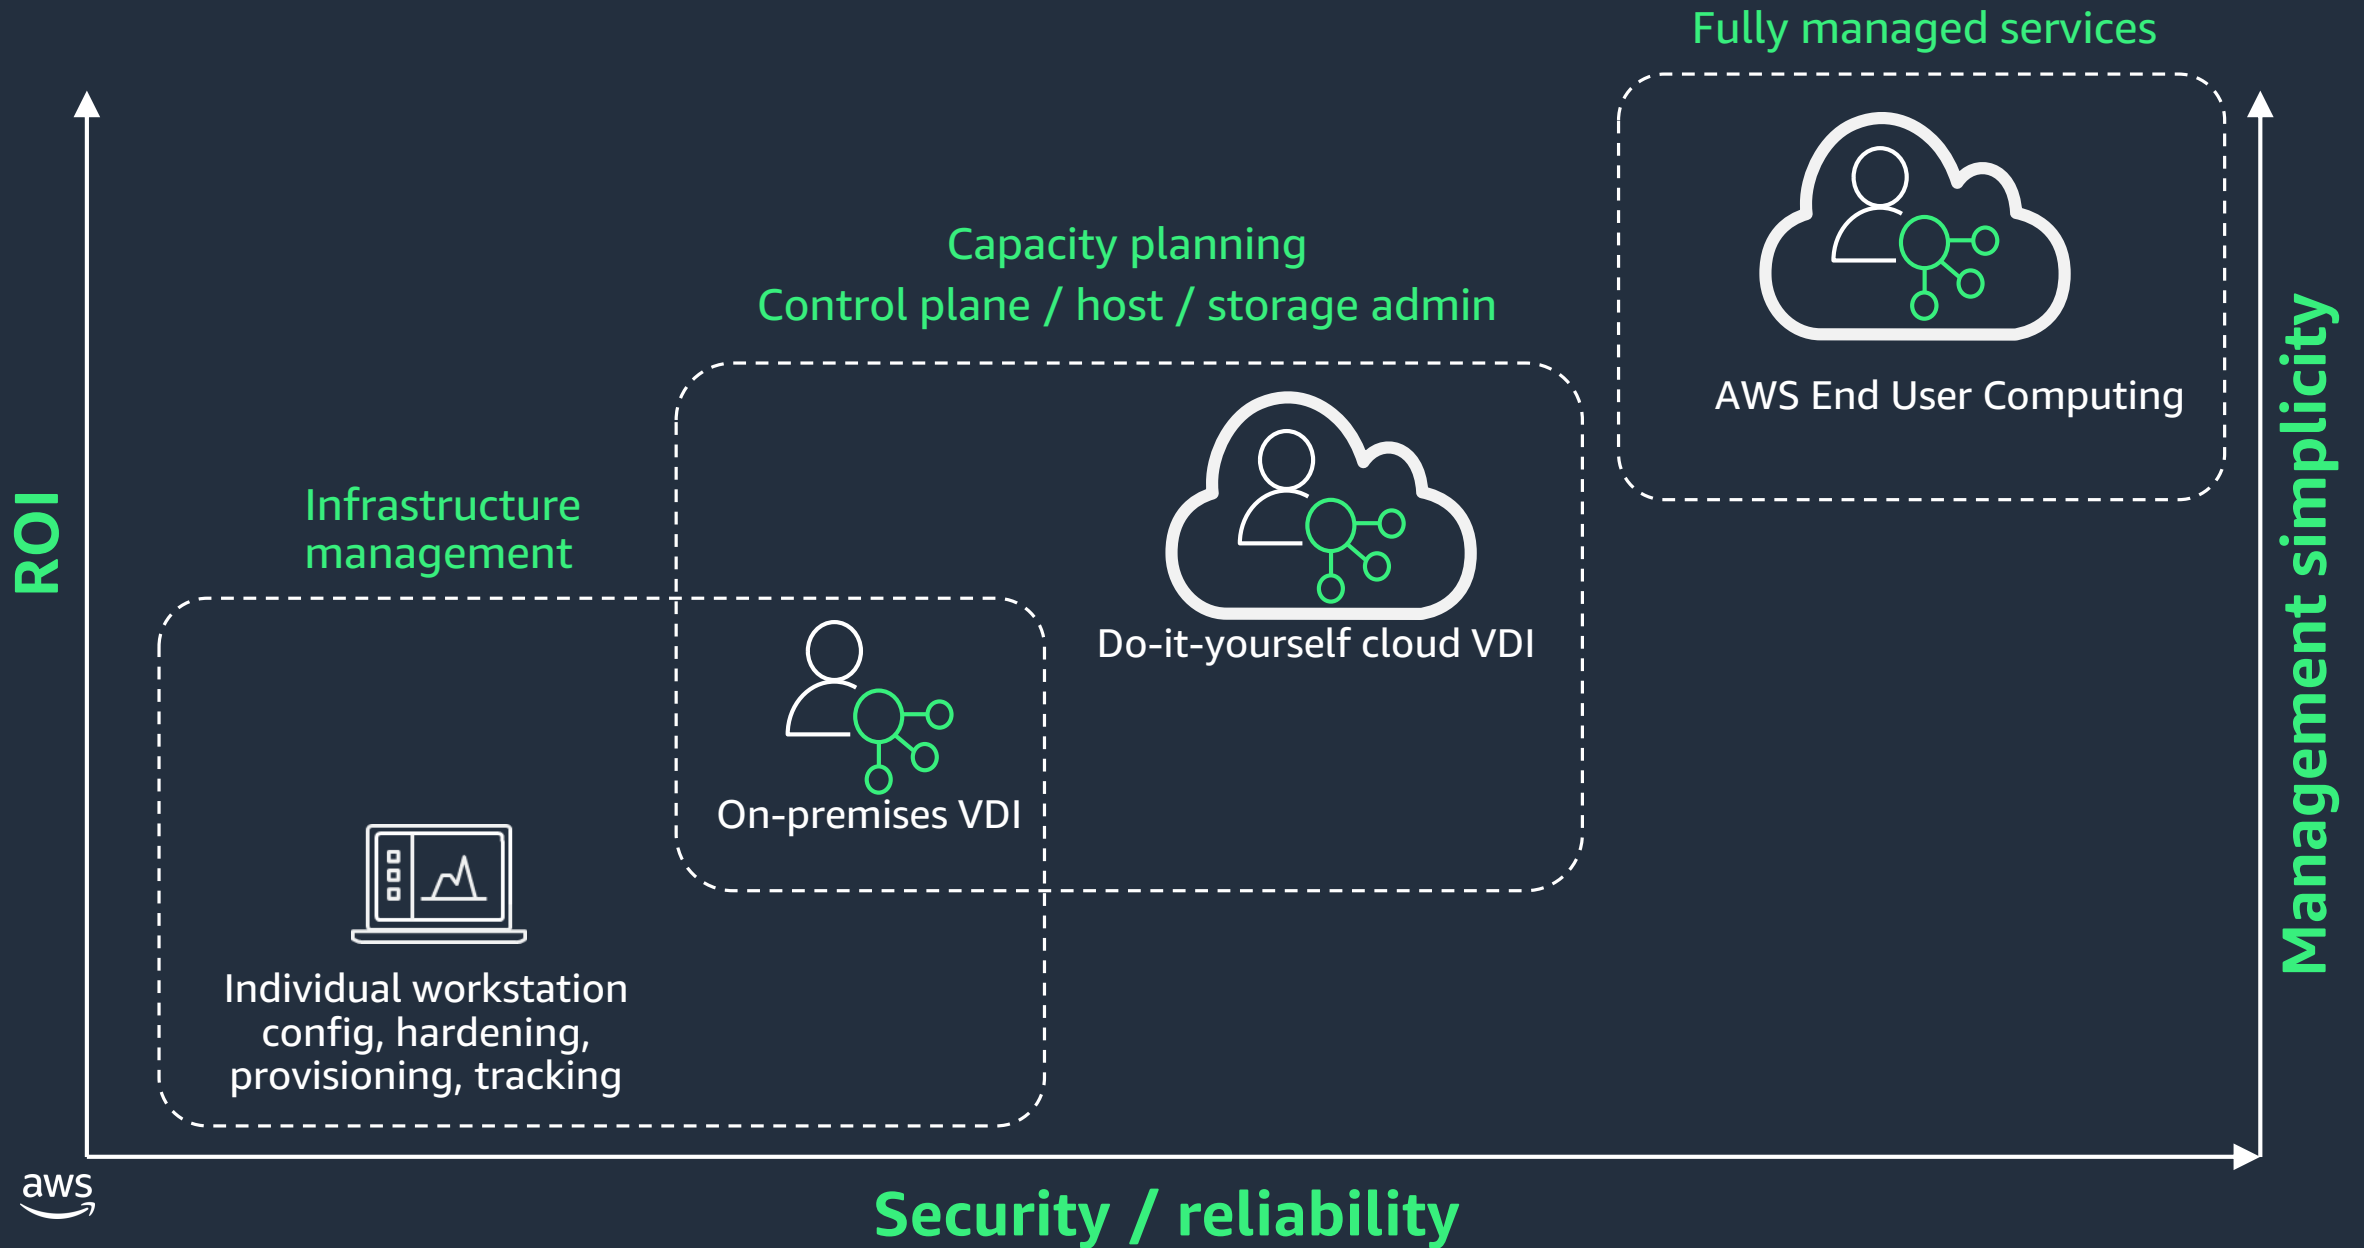 Fully managed services
AWS End User Computing
Capacity planning
Control plane / host / storage admin
Do-it-yourself cloud VDI
Infrastructure
management
On-premises VDI
Individual workstation
config, hardening,
provisioning, tracking
ROI
Management simplicity
Security / reliability
aws